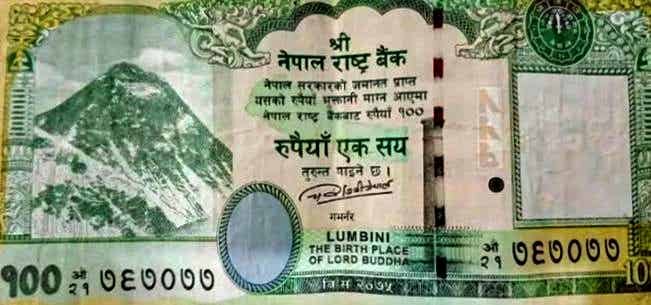 श्री
नेपाल राष्ट्र बैंक
नेपाल सरकारको जमानत प्राप्त
यसको रुपैयाँ भुक्तानी माग्न आएमा
नेपाल राष्ट्र बैंकबाट रुपैयाँ १००
रुपैयाँ एक सय
तुरुन्त पाइने छ।
गभर्नर
LUMBINI
THE BIRTH PLACE
OF LORD BUDDHA
वि सं २०७५
१०० २१ ७६७०७७
२१ ७६७०७७